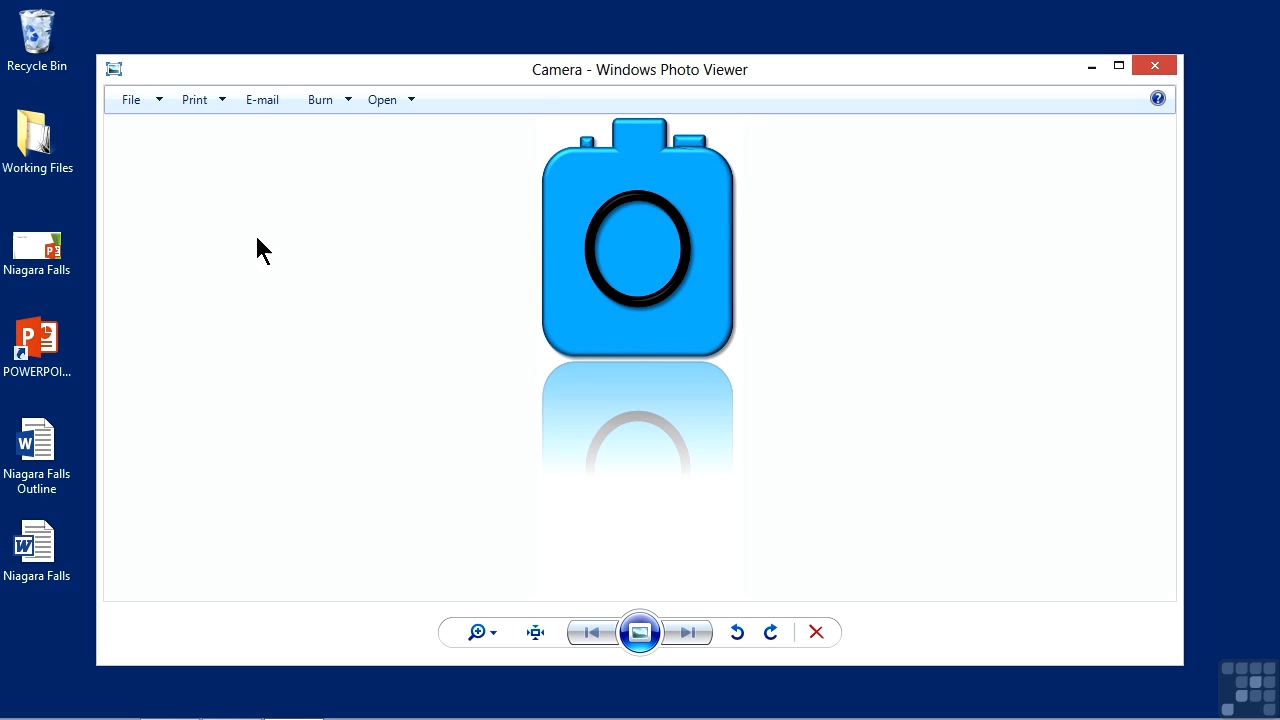 Recycle Bin
Working Files
Niagara Falls
POWERPOI...
Niagara Falls
Outline
Niagara Falls
Camera - Windows Photo Viewer
File
Print
E-mail
Burn
Open